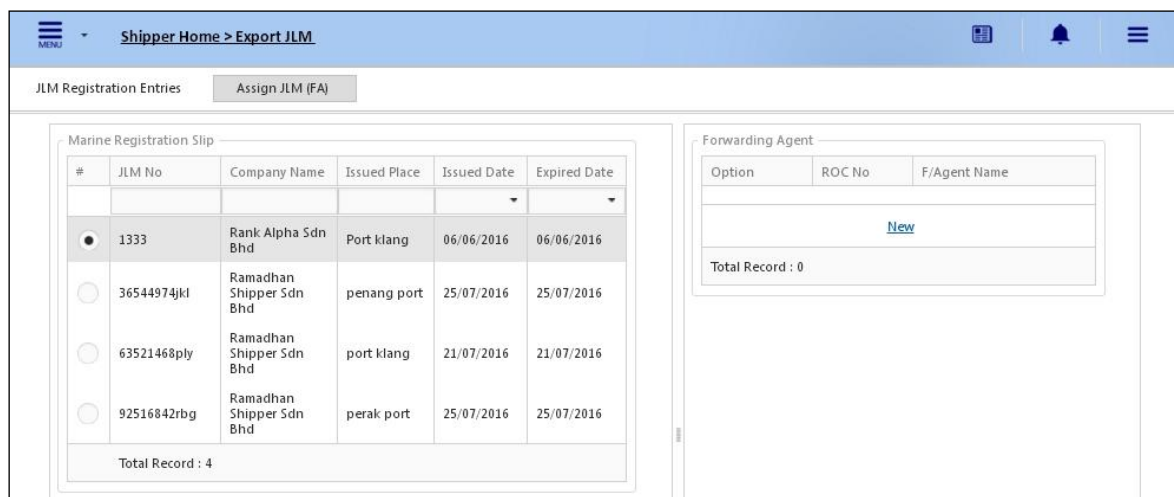 MENU
Shipper Home > Export JLM
JLM Registration Entries
Assign JLM (FA)
Marine Registration Slip
# JLM No Company Name Issued Place Issued Date Expired Date
1333 Rank Alpha Sdn Bhd Port klang 06/06/2016 06/06/2016
36544974jkl Ramadhan Shipper Sdn Bhd penang port 25/07/2016 25/07/2016
63521468ply Ramadhan Shipper Sdn Bhd port klang 21/07/2016 21/07/2016
92516842rbg Ramadhan Shipper Sdn Bhd perak port 25/07/2016 25/07/2016
Total Record : 4
Forwarding Agent
Option ROC No F/Agent Name
New
Total Record : 0